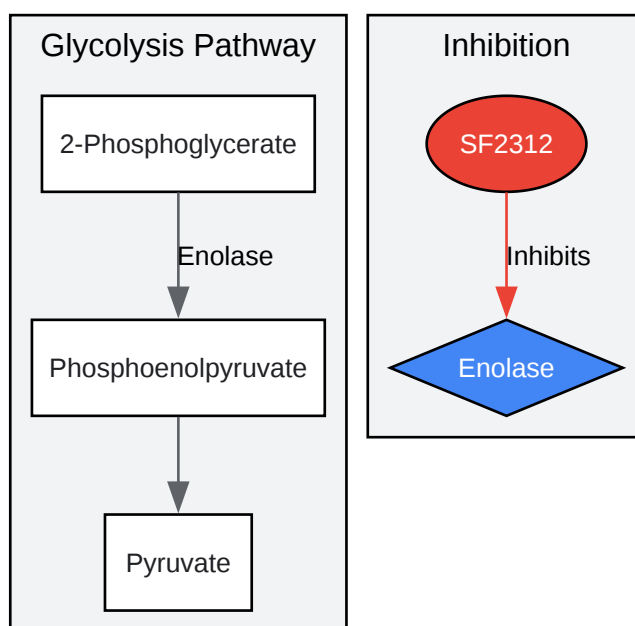 Glycolysis Pathway
2-Phosphoglycerate
Enolase
Phosphoenolpyruvate
Pyruvate
Inhibition
SF2312
Inhibits
Enolase